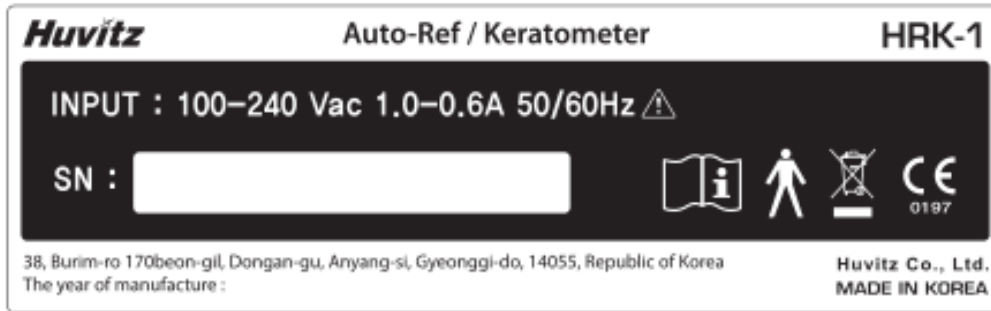 Huvitz Auto-Ref / Keratometer HRK-1
INPUT : 100-240 Vac 1.0-0.6A 50/60Hz
SN :
i
CE
0197
38, Burim-ro 170beon-gil, Dongan-gu, Anyang-si, Gyeonggi-do, 14055, Republic of Korea
The year of manufacture :
Huvitz Co., Ltd.
MADE IN KOREA